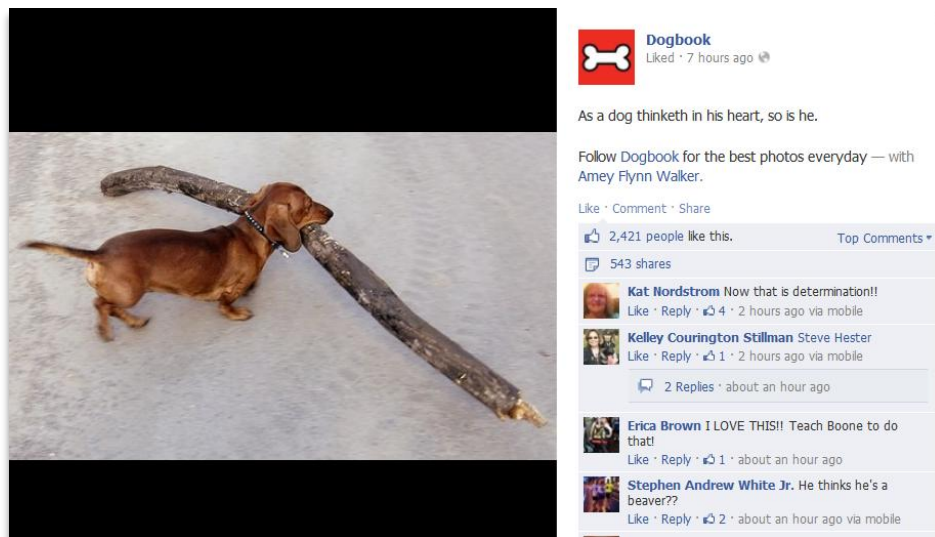 Dogbook
Liked · 7 hours ago
As a dog thinketh in his heart, so is he.
Follow Dogbook for the best photos everyday — with
Amey Flynn Walker.
Like · Comment · Share
2,421 people like this.
Top Comments
543 shares
Kat Nordstrom Now that is determination!!
Like · Reply · 4 · 2 hours ago via mobile
Kelley Courington Stillman Steve Hester
Like · Reply · 1 · 2 hours ago via mobile
2 Replies · about an hour ago
Erica Brown I LOVE THIS!! Teach Boone to do
that!
Like · Reply · 1 · about an hour ago
Stephen Andrew White Jr. He thinks he's a
beaver??
Like · Reply · 2 · about an hour ago via mobile